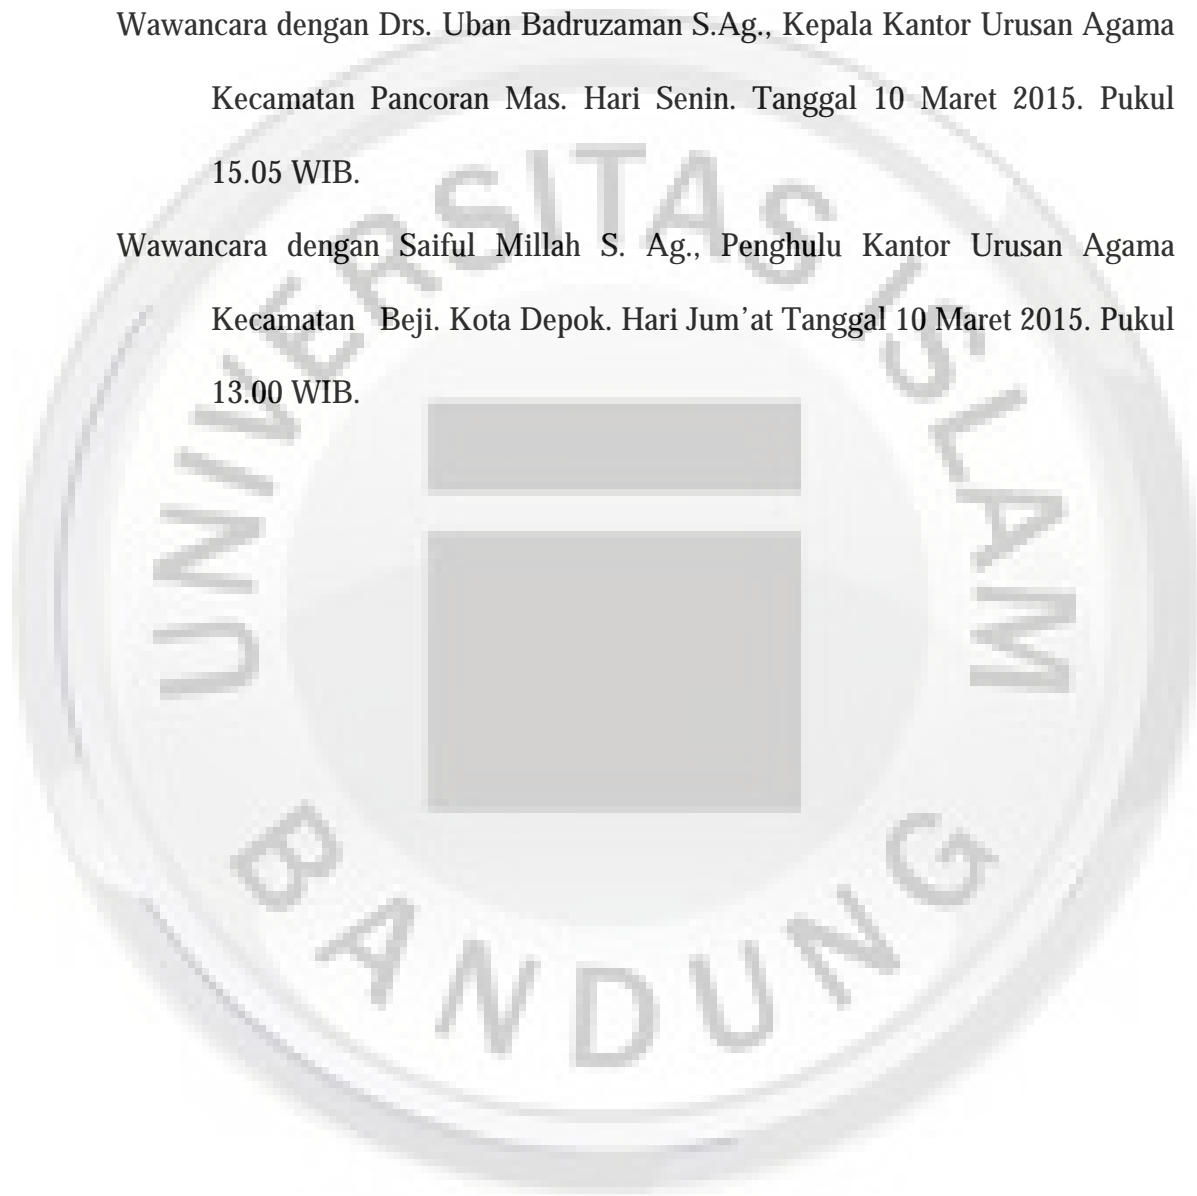 Wawancara dengan Drs. Uban Badruzaman S.Ag., Kepala Kantor Urusan Agama
Kecamatan Pancoran Mas. Hari Senin. Tanggal 10 Maret 2015. Pukul
15.05 WIB.
Wawancara dengan Saiful Millah S. Ag., Penghulu Kantor Urusan Agama
Kecamatan Beji. Kota Depok. Hari Jum’at Tanggal 10 Maret 2015. Pukul
13.00 WIB.
UNIVERSITAS ISLAM
BANDUNG